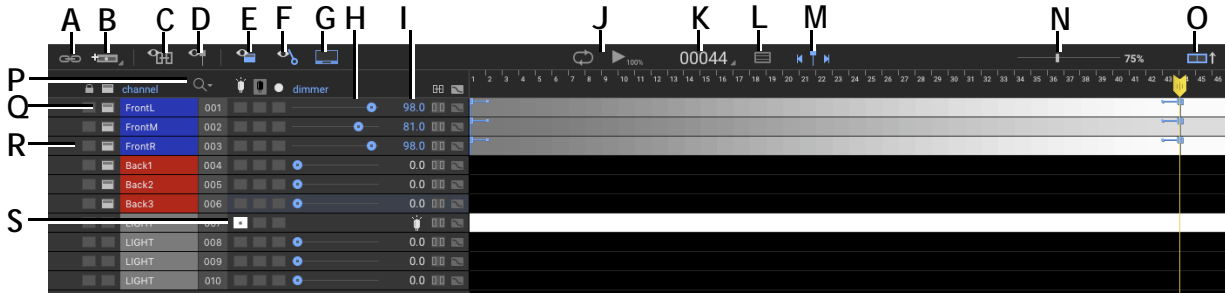 A B C D E F G H I J K L M N O
100% 00044 75%
P
channel dimmer
1 2 3 4 5 6 7 8 9 10 11 12 13 14 15 16 17 18 19 20 21 22 23 24 25 26 27 28 29 30 31 32 33 34 35 36 37 38 39 40 41 42 43 45 46
Q FrontL 001 98.0
FrontM 002 81.0
R FrontR 003 98.0
Back1 004 0.0
Back2 005 0.0
Back3 006 0.0
S LIGHT 007
LIGHT 008 0.0
LIGHT 009 0.0
LIGHT 010 0.0